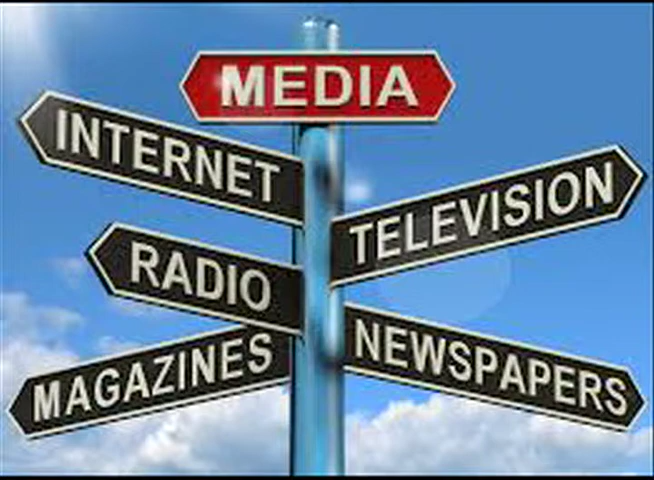 MEDIA
INTERNET
TELEVISION
RADIO
NEWSPAPERS
MAGAZINES